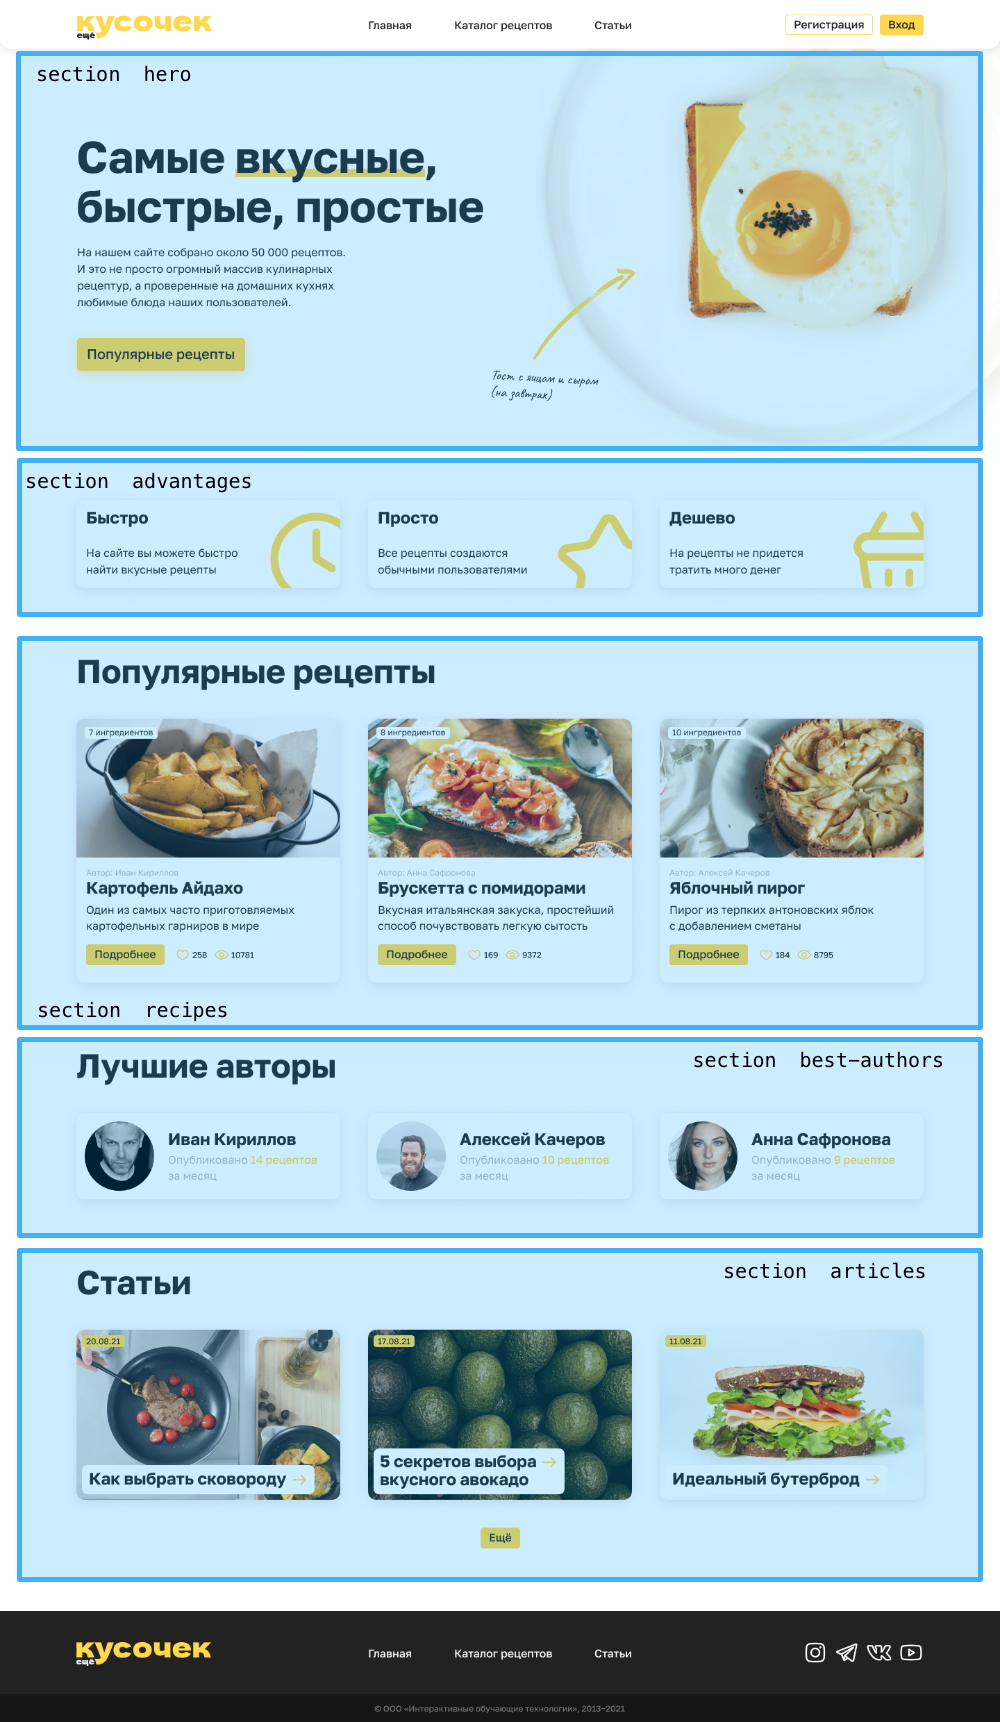 кусочек
ещё
Главная Каталог рецептов Статьи
Регистрация Вход
section hero
Самые вкусные,
быстрые, простые
На нашем сайте собрано около 50 000 рецептов.
И это не просто огромный массив кулинарных
рецептур, а проверенные на домашних кухнях
любимые блюда наших пользователей.
Популярные рецепты
Тост с яйцом и сыром
(на завтрак)
section advantages
Быстро
На сайте вы можете быстро
найти вкусные рецепты
Просто
Все рецепты создаются
обычными пользователями
Дешево
На рецепты не придется
тратить много денег
Популярные рецепты
7 ингредиентов
Автор: Иван Кириллов
Картофель Айдахо
Один из самых часто приготовляемых
картофельных гарниров в мире
Подробнее 258 10781
8 ингредиентов
Автор: Анна Сафронова
Брускетта с помидорами
Вкусная итальянская закуска, простейший
способ почувствовать легкую сытость
Подробнее 169 9372
10 ингредиентов
Автор: Алексей Качеров
Яблочный пирог
Пирог из терпких антоновских яблок
с добавлением сметаны
Подробнее 184 8795
section recipes
Лучшие авторы
section best-authors
Иван Кириллов
Опубликовано 14 рецептов
за месяц
Алексей Качеров
Опубликовано 10 рецептов
за месяц
Анна Сафронова
Опубликовано 9 рецептов
за месяц
Статьи
section articles
20.08.21
Как выбрать сковороду
17.08.21
5 секретов выбора
вкусного авокадо
11.08.21
Идеальный бутерброд
Ещё
кусочек
ещё
Главная Каталог рецептов Статьи
© ООО «Интерактивные обучающие технологии», 2013–2021